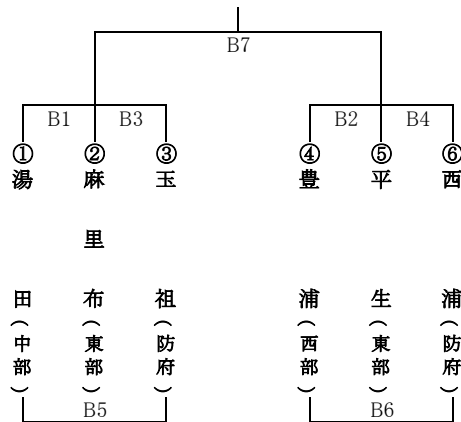 B7
B1
B3
B2
B4
①湯田（中部）
②麻里布（東部）
③玉祖（防府）
④豊浦（西部）
⑤平生（東部）
⑥西浦（防府）
B5
B6